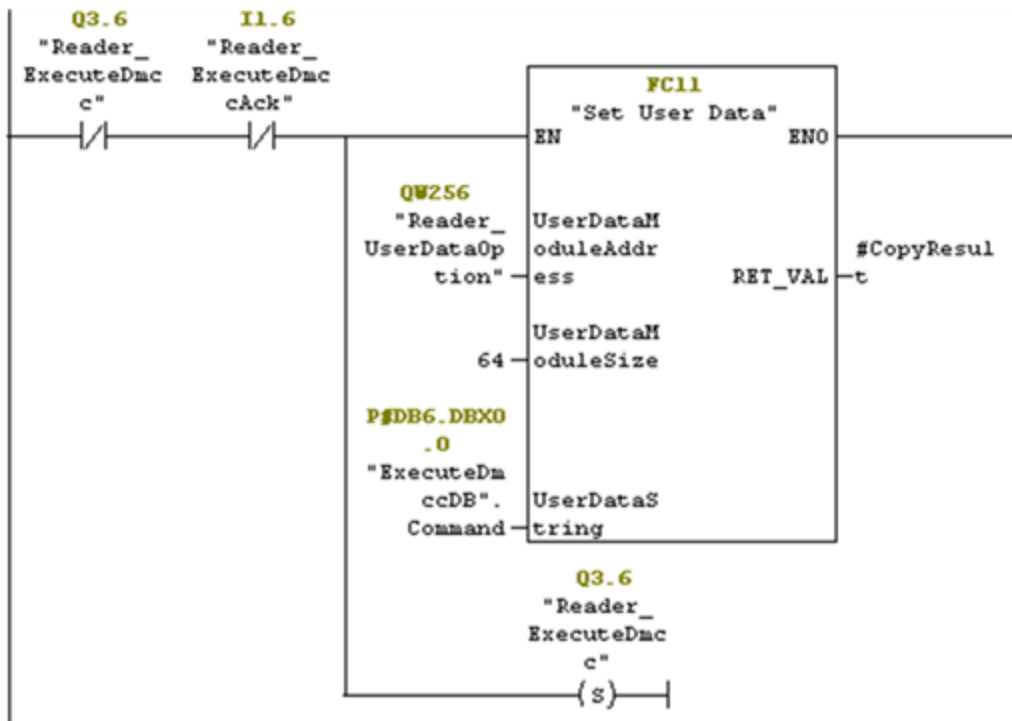 Q3.6
"Reader_
ExecuteDmc
c"
I1.6
"Reader_
ExecuteDmc
cAck"
FC11
"Set User Data"
EN
ENO
QW256
"Reader_
UserDataOp
tion"
UserDataM
oduleAddr
ess
#CopyResul
t
RET_VAL
64
UserDataM
oduleSize
P#DB6.DBX0
.0
"ExecuteDm
ccDB".
Command
UserDataS
tring
Q3.6
"Reader_
ExecuteDmc
c"
S